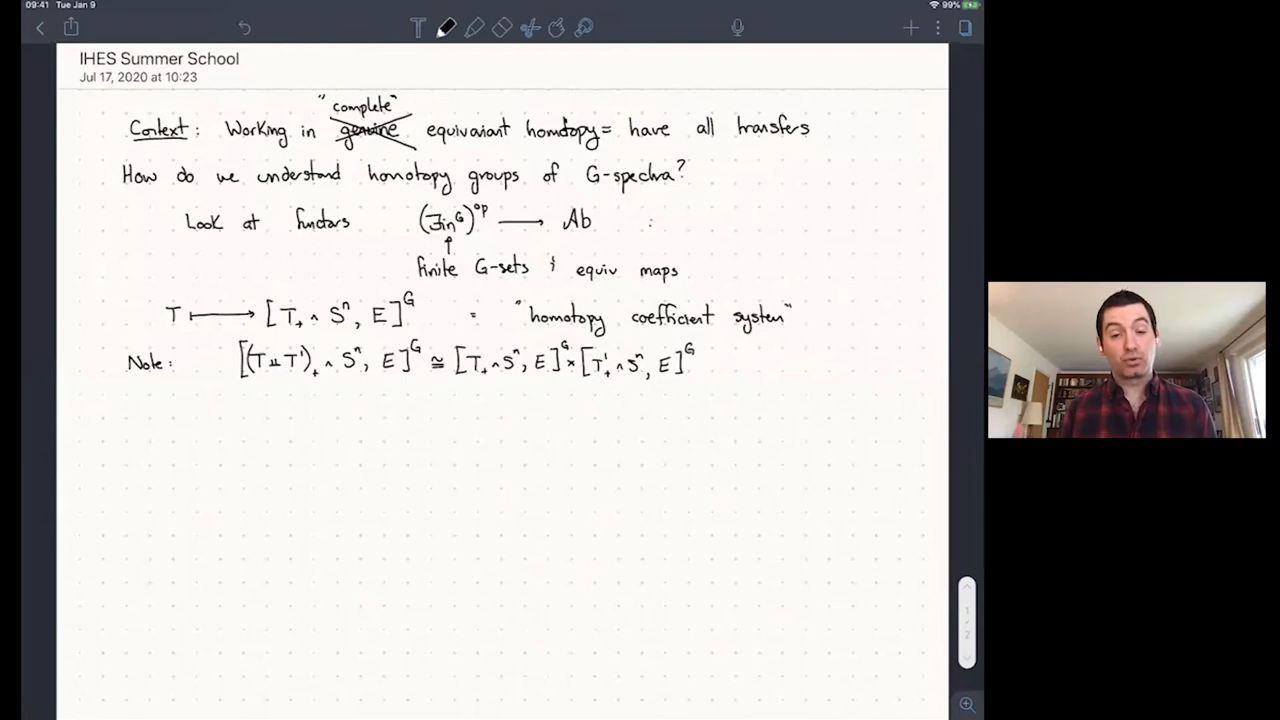 09:41 Tue Jan 9
99%
IHES Summer School
Jul 17, 2020 at 10:23
"complete"
Context: Working in genuine equivariant homotopy = have all transfers
How do we understand homotopy groups of G-spectra?
Look at functors (Fin^G)^op ⟶ Ab :
↑
finite G-sets & equiv maps
T ⟼ [T₊ ∧ Sⁿ, E]^G = "homotopy coefficient system"
Note: [(T ⊔ T')₊ ∧ Sⁿ, E]^G ≅ [T₊ ∧ Sⁿ, E]^G × [T'₊ ∧ Sⁿ, E]^G
1
/
2